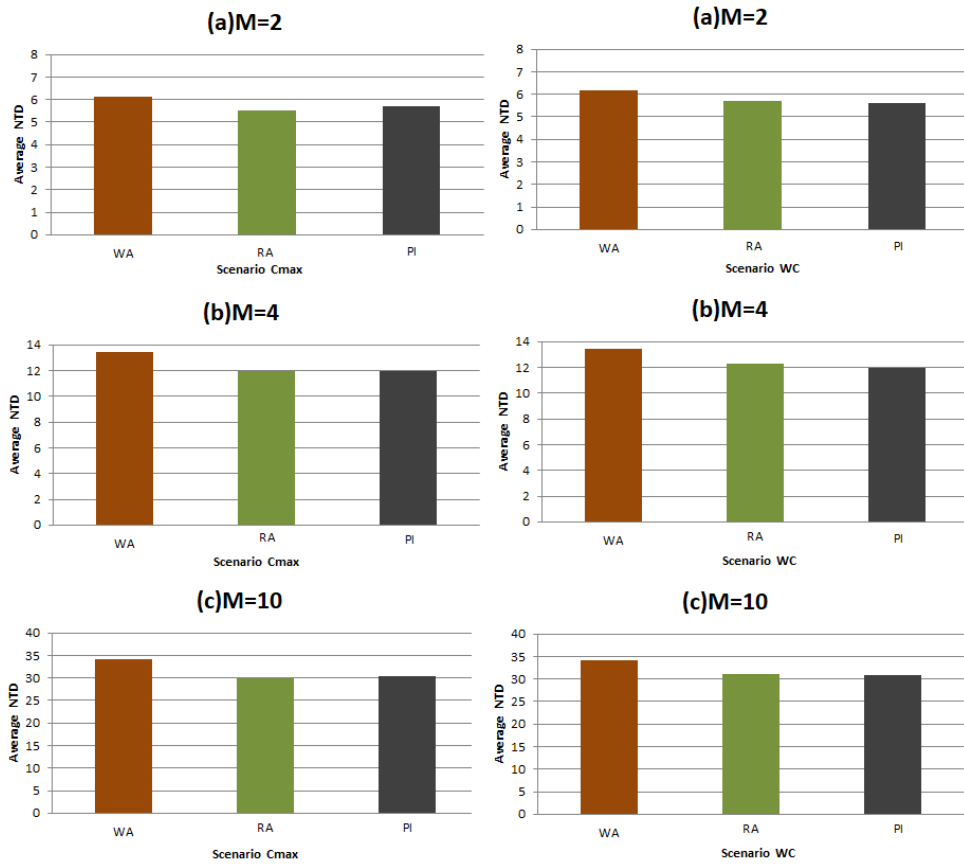 (a)M=2
8
7
6
5
4
3
2
1
0
Average NTD
WA RA PI
Scenario Cmax
(a)M=2
8
7
6
5
4
3
2
1
0
Average NTD
WA RA PI
Scenario WC
(b)M=4
14
12
10
8
6
4
2
0
Average NTD
WA RA PI
Scenario Cmax
(b)M=4
14
12
10
8
6
4
2
0
Average NTD
WA RA PI
Scenario WC
(c)M=10
40
35
30
25
20
15
10
5
0
Average NTD
WA RA PI
Scenario Cmax
(c)M=10
40
35
30
25
20
15
10
5
0
Average NTD
WA RA PI
Scenario WC